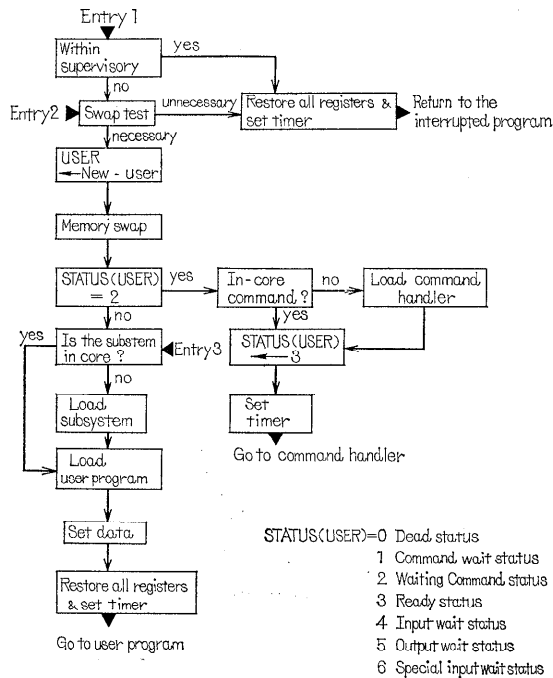 Entry 1
Within
supervisory
yes
no
Entry2
Swap test
unnecessary
necessary
Restore all registers &
set timer
Return to the
interrupted program
USER
←New - user
Memory swap
STATUS(USER)
= 2
yes
no
In-core
command ?
no
yes
Load command
handler
yes
Is the substem
in core ?
Entry3
no
STATUS(USER)
← 3
Load
subsystem
Set
timer
Go to command handler
Load
user program
Set data
Restore all registers
& set timer
Go to user program
STATUS(USER)=0 Dead status
1 Command wait status
2 Waiting Command status
3 Ready status
4 Input wait status
5 Output wait status
6 Special input wait status